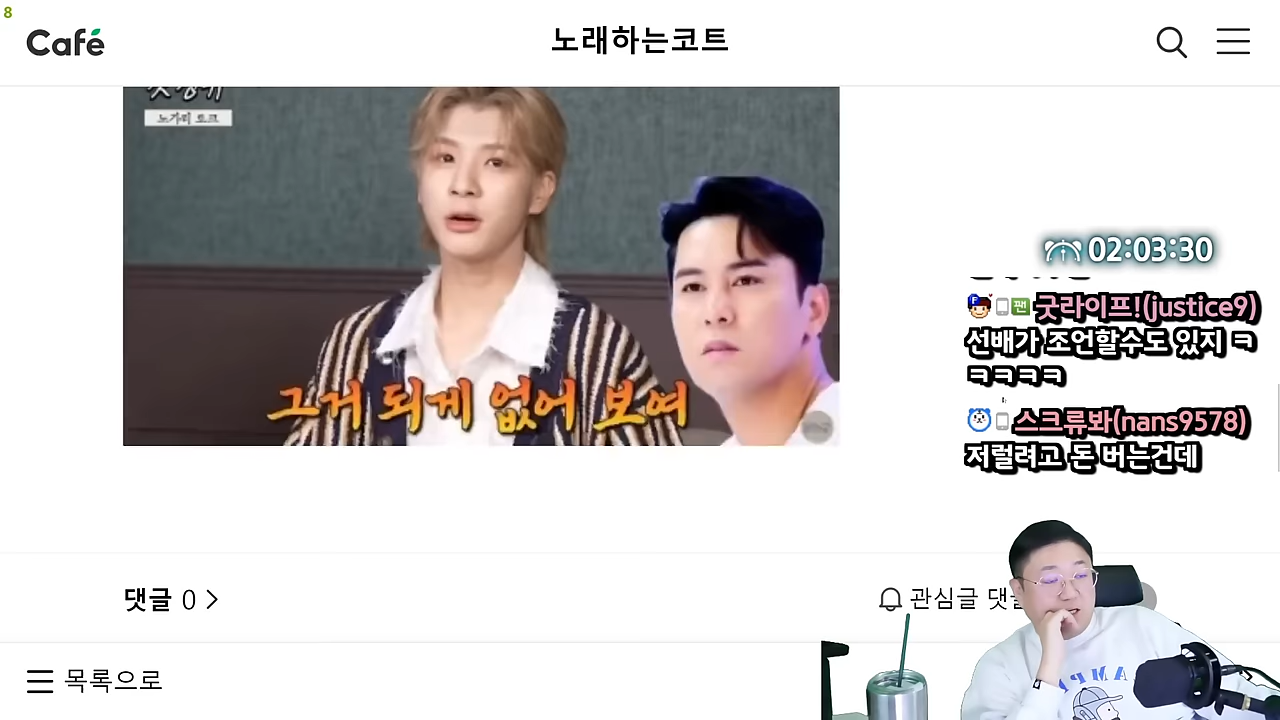 8
Café
노래하는코트
노가리 토크
그거 되게 없어 보여
02:03:30
굿라이프!(justice9)
선배가 조언할수도 있지 ㅋ
ㅋㅋㅋㅋ
스크류봐(nans9578)
저럴려고 돈 버는건데
댓글 0
관심글 댓글
목록으로